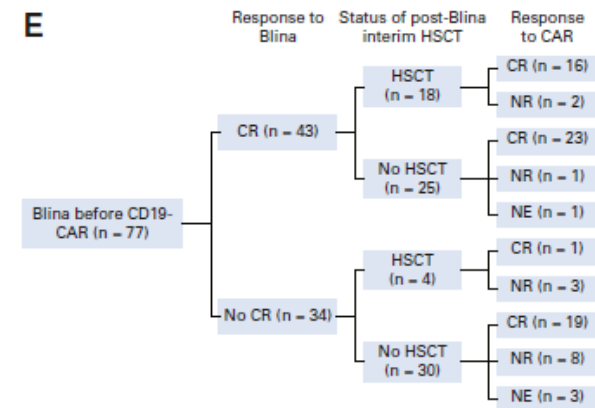 E
Response to
Blina
Status of post-Blina
interim HSCT
Response
to CAR
Blina before CD19-
CAR (n = 77)
CR (n = 43)
HSCT
(n = 18)
CR (n = 16)
NR (n = 2)
No HSCT
(n = 25)
CR (n = 23)
NR (n = 1)
NE (n = 1)
No CR (n = 34)
HSCT
(n = 4)
CR (n = 1)
NR (n = 3)
No HSCT
(n = 30)
CR (n = 19)
NR (n = 8)
NE (n = 3)